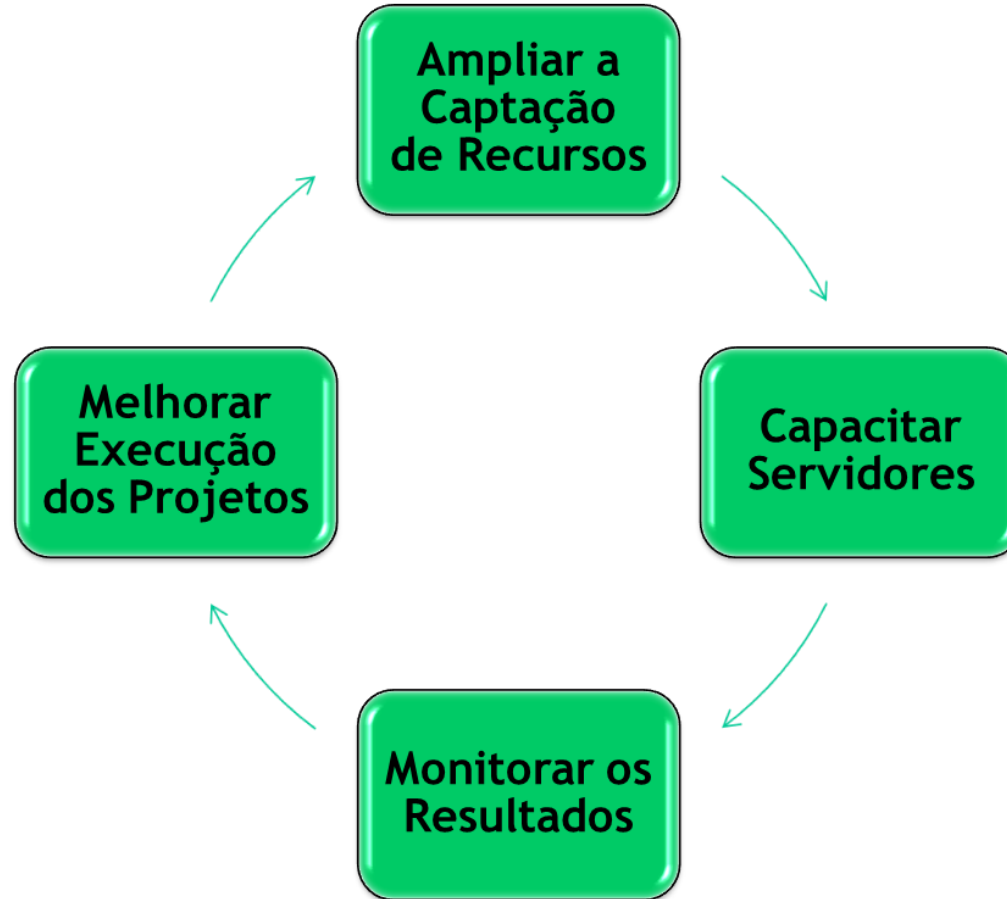 Ampliar a
Captação
de Recursos
Capacitar
Servidores
Monitorar os
Resultados
Melhorar
Execução
dos Projetos